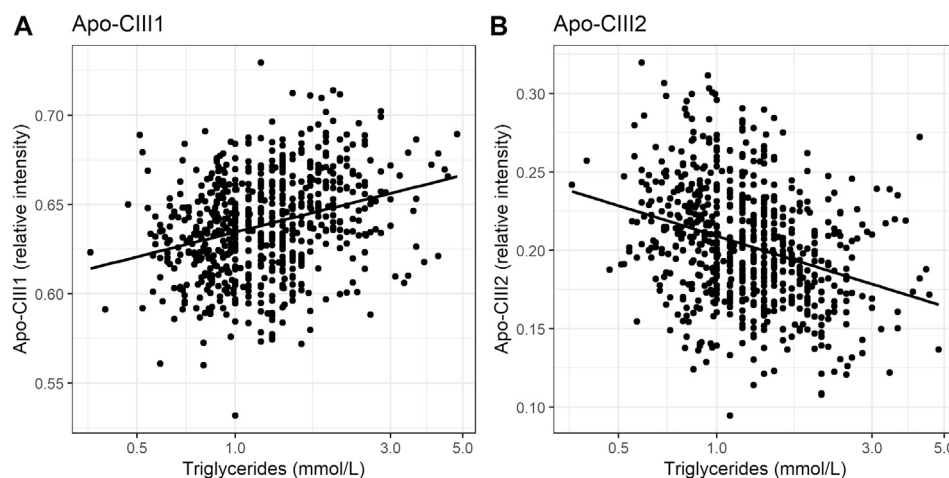 A Apo-CIII1
Apo-CIII1 (relative intensity)
0.70
0.65
0.60
0.55
0.5 1.0 3.0 5.0
Triglycerides (mmol/L)
B Apo-CIII2
Apo-CIII2 (relative intensity)
0.30
0.25
0.20
0.15
0.10
0.5 1.0 3.0 5.0
Triglycerides (mmol/L)